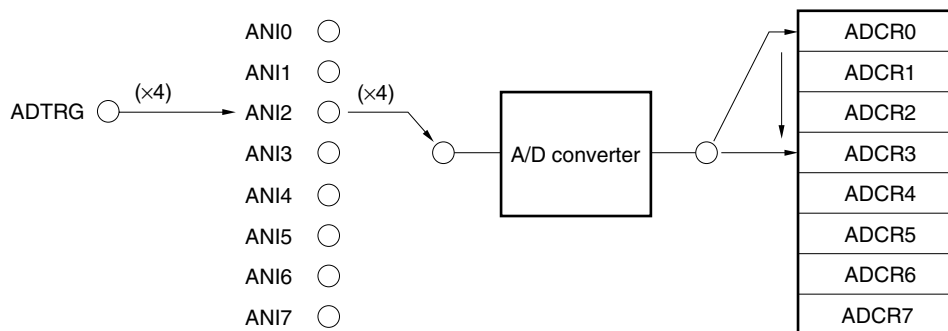 ANI0
ADCR0
ANI1
ADCR1
ADTRG
(×4)
ANI2
(×4)
ADCR2
ANI3
A/D converter
ADCR3
ANI4
ADCR4
ANI5
ADCR5
ANI6
ADCR6
ANI7
ADCR7